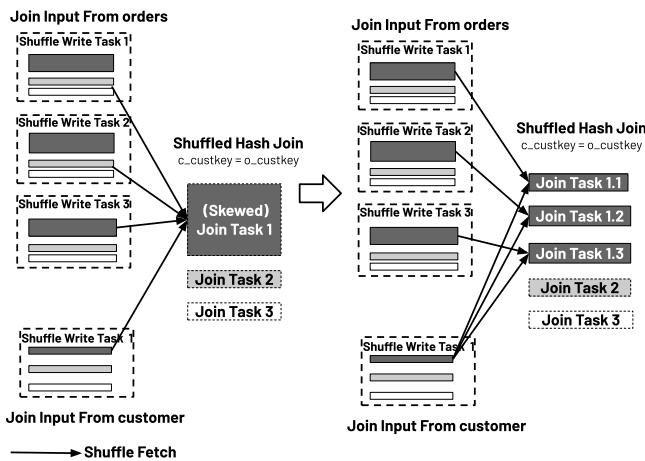 Join Input From orders
Shuffle Write Task 1
Shuffle Write Task 2
Shuffle Write Task 3
Shuffled Hash Join
c_custkey = o_custkey
(Skewed)
Join Task 1
Join Task 2
Join Task 3
Shuffle Write Task 1
Join Input From customer
Shuffle Fetch
Join Input From orders
Shuffle Write Task 1
Shuffle Write Task 2
Shuffle Write Task 3
Shuffled Hash Join
c_custkey = o_custkey
Join Task 1.1
Join Task 1.2
Join Task 1.3
Join Task 2
Join Task 3
Shuffle Write Task 1
Join Input From customer